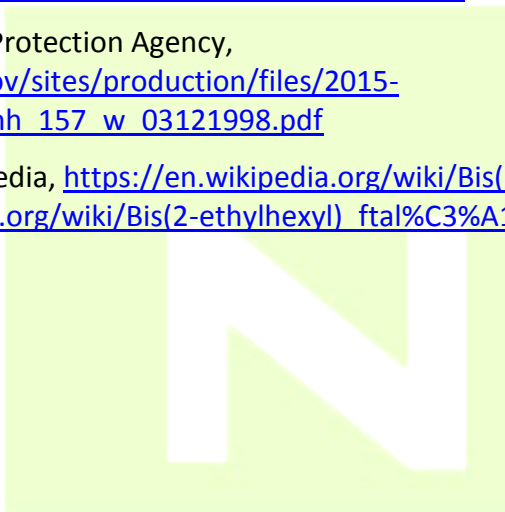 Protection Agency,
ov/sites/production/files/2015-
nh_157_w_03121998.pdf
edia, https://en.wikipedia.org/wiki/Bis(
.org/wiki/Bis(2-ethylhexyl)_ftal%C3%A1
N